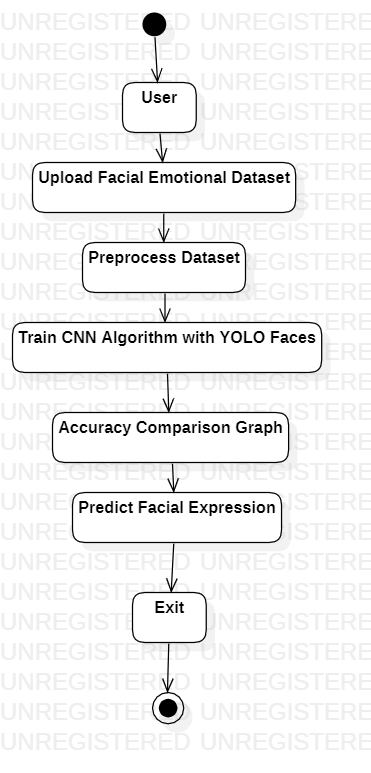 User
Upload Facial Emotional Dataset
Preprocess Dataset
Train CNN Algorithm with YOLO Faces
Accuracy Comparison Graph
Predict Facial Expression
Exit